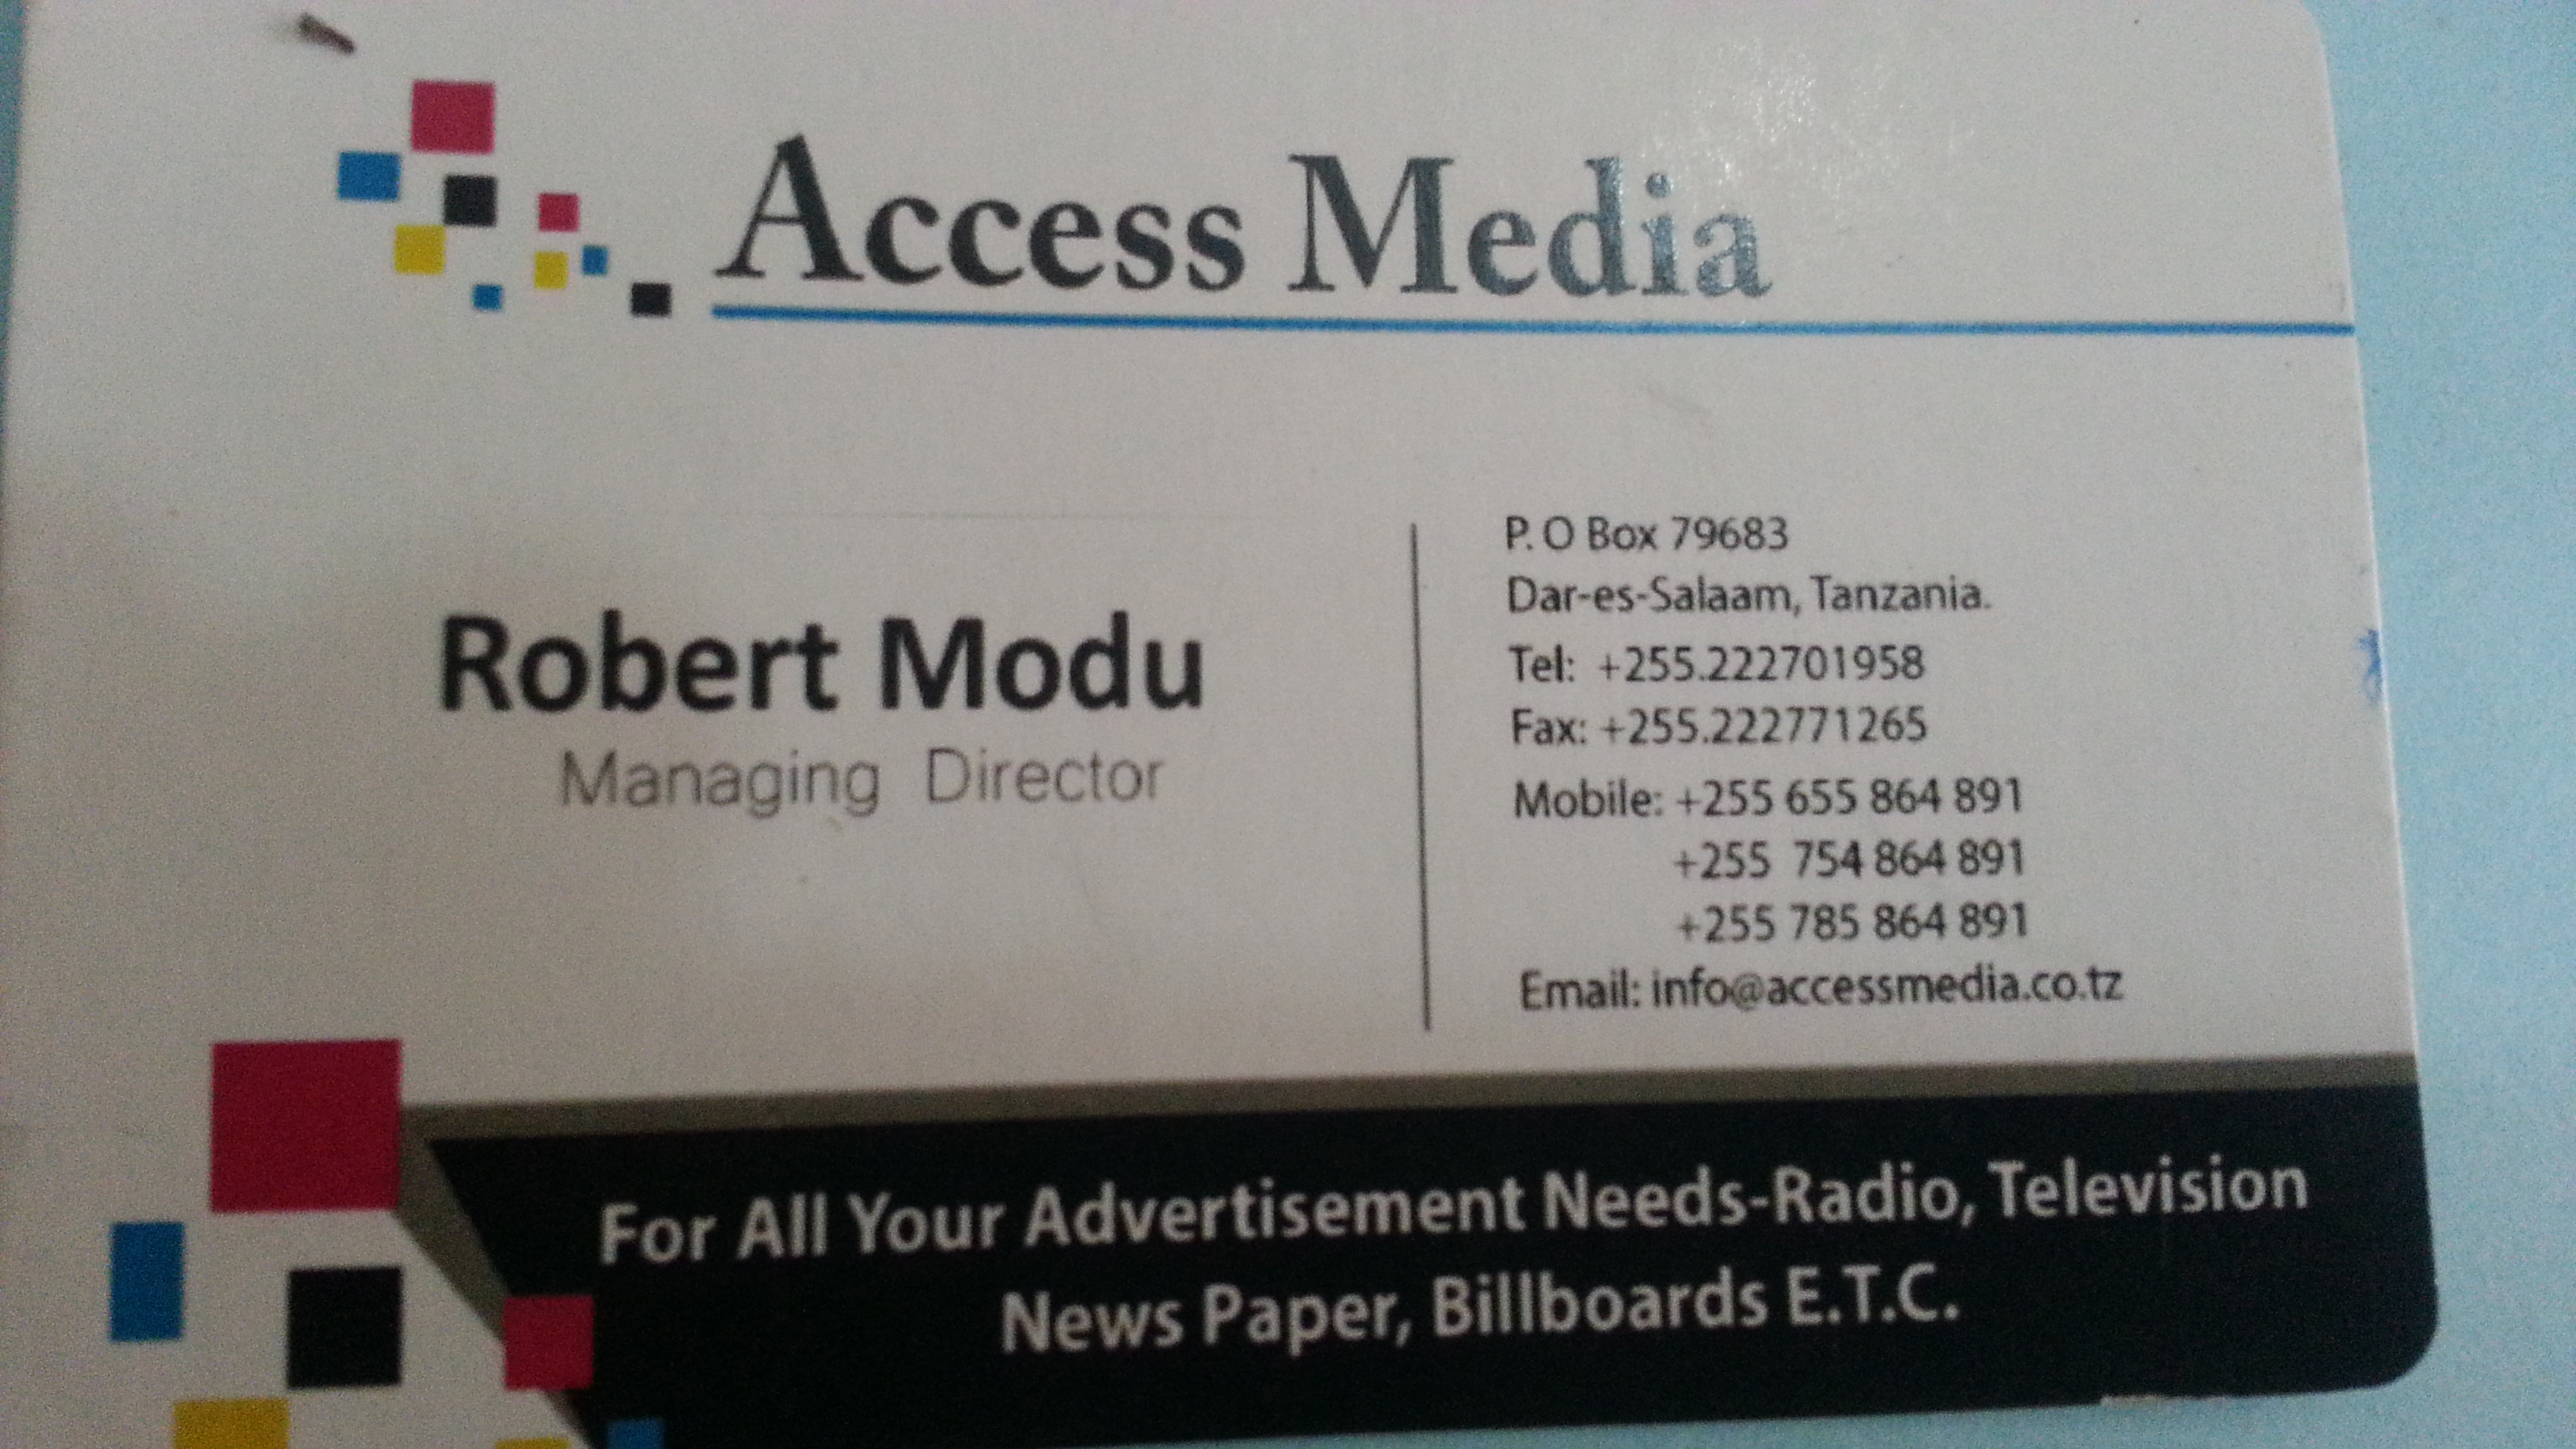 Access Media
Robert Modu
Managing Director
P. O Box 79683
Dar-es-Salaam, Tanzania.
Tel: +255.222701958
Fax: +255.222771265
Mobile: +255 655 864 891
+255 754 864 891
+255 785 864 891
Email: info@accessmedia.co.tz
For All Your Advertisement Needs-Radio, Television
News Paper, Billboards E.T.C.